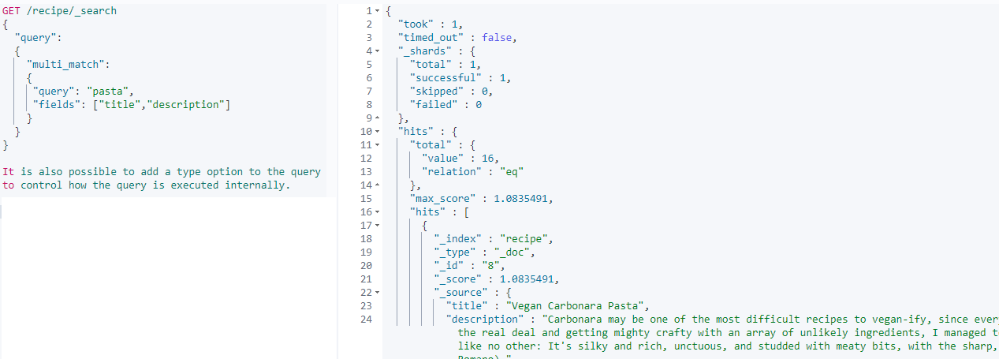 GET /recipe/_search
{
"query":
{
"multi_match":
{
"query": "pasta",
"fields": ["title","description"]
}
}
}
It is also possible to add a type option to the query
to control how the query is executed internally.
1 {
2 "took" : 1,
3 "timed_out" : false,
4 "_shards" : {
5 "total" : 1,
6 "successful" : 1,
7 "skipped" : 0,
8 "failed" : 0
9 },
10 "hits" : {
11 "total" : {
12 "value" : 16,
13 "relation" : "eq"
14 },
15 "max_score" : 1.0835491,
16 "hits" : [
17 {
18 "_index" : "recipe",
19 "_type" : "_doc",
20 "_id" : "8",
21 "_score" : 1.0835491,
22 "_source" : {
23 "title" : "Vegan Carbonara Pasta",
24 "description" : "Carbonara may be one of the most difficult recipes to vegan-ify, since
the real deal and getting mighty crafty with an array of unlikely ingredients, I managed
like no other: It's silky and rich, unctuous, and studded with meaty bits, with the sharp,